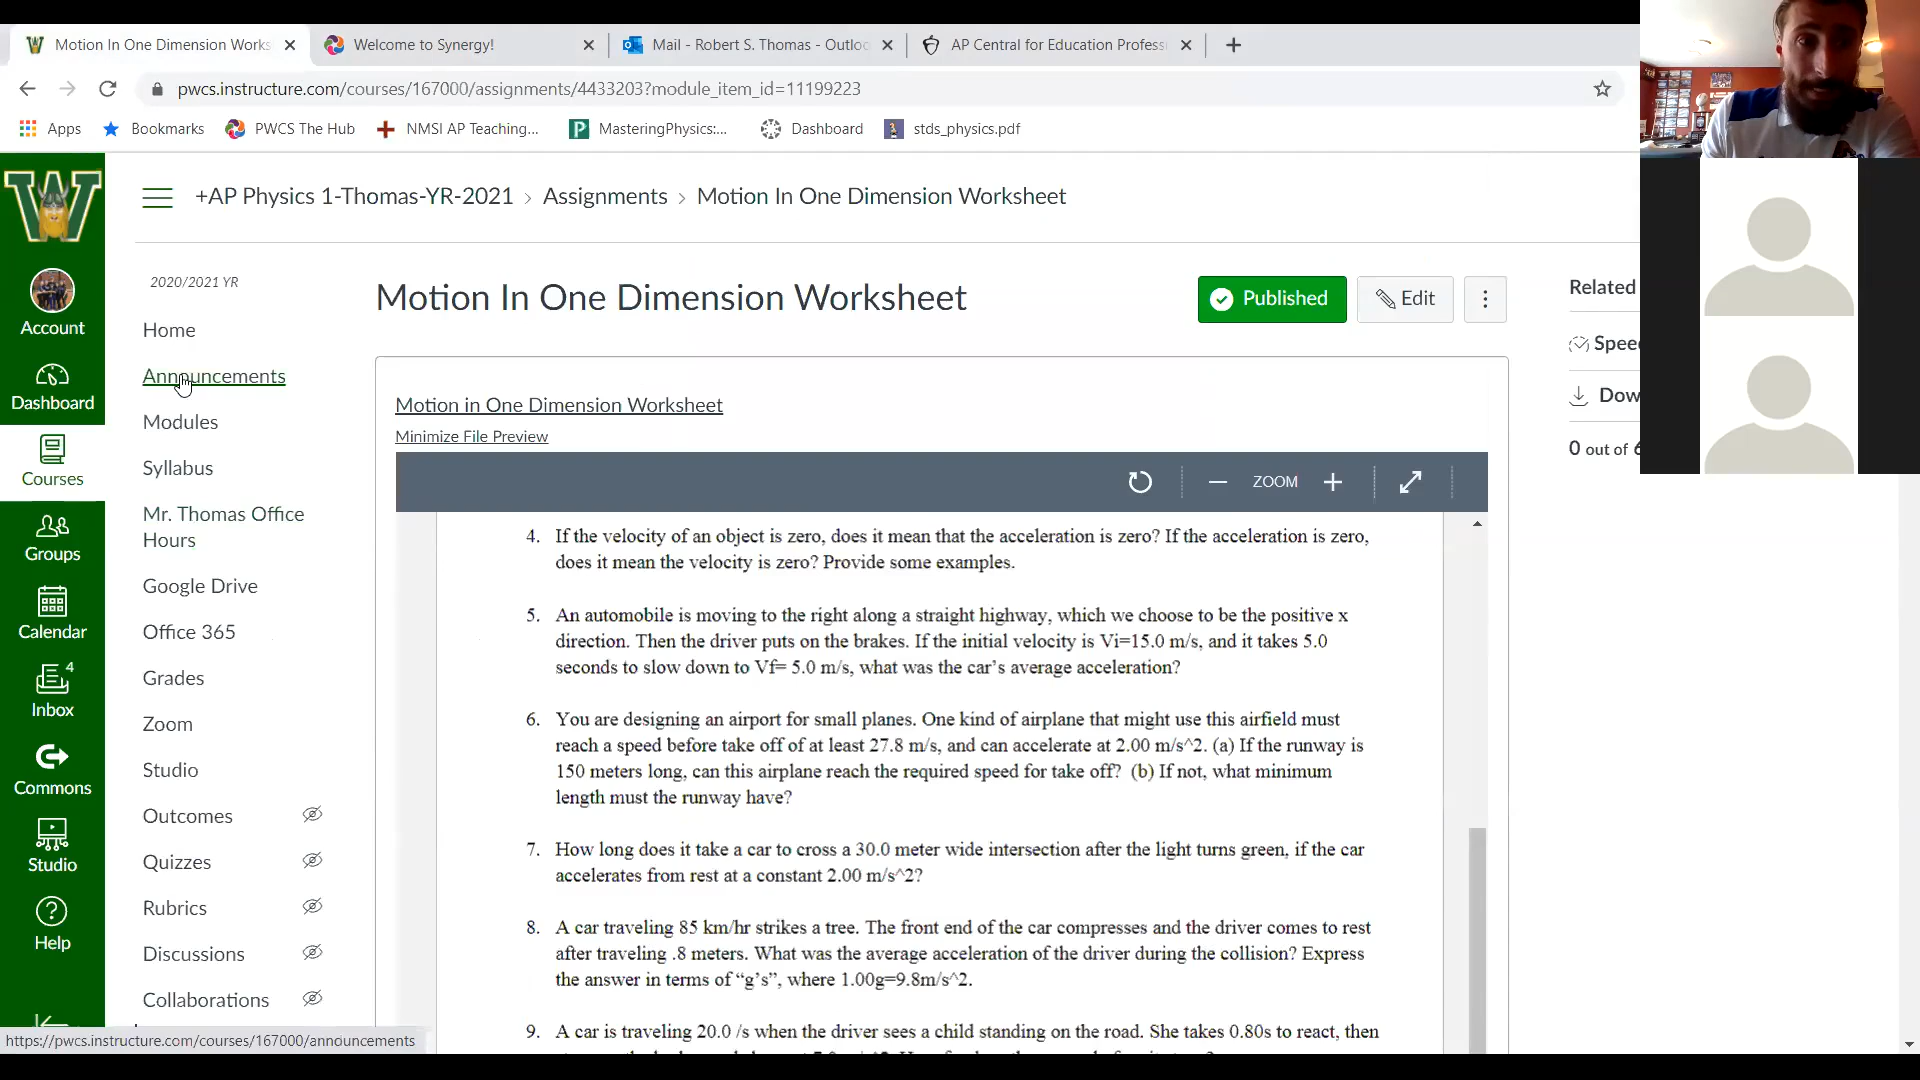 Motion In One Dimension Works
Welcome to Synergy!
Mail - Robert S. Thomas - Outlo
AP Central for Education Profess
pwcs.instructure.com/courses/167000/assignments/4433203?module_item_id=11199223
Apps
Bookmarks
PWCS The Hub
NMSI AP Teaching...
MasteringPhysics:...
Dashboard
stds_physics.pdf
W
+AP Physics 1-Thomas-YR-2021 › Assignments › Motion In One Dimension Worksheet
Account
Dashboard
Courses
Groups
Calendar
4
Inbox
Commons
Studio
Help
2020/2021 YR
Home
Announcements
Modules
Syllabus
Mr. Thomas Office
Hours
Google Drive
Office 365
Grades
Zoom
Studio
Outcomes
Quizzes
Rubrics
Discussions
Collaborations
Motion In One Dimension Worksheet
Published
Edit
Related
Spee
Dow
0 out of 6
Motion in One Dimension Worksheet
Minimize File Preview
ZOOM
4. If the velocity of an object is zero, does it mean that the acceleration is zero? If the acceleration is zero,
does it mean the velocity is zero? Provide some examples.
5. An automobile is moving to the right along a straight highway, which we choose to be the positive x
direction. Then the driver puts on the brakes. If the initial velocity is Vi=15.0 m/s, and it takes 5.0
seconds to slow down to Vf= 5.0 m/s, what was the car's average acceleration?
6. You are designing an airport for small planes. One kind of airplane that might use this airfield must
reach a speed before take off of at least 27.8 m/s, and can accelerate at 2.00 m/s^2. (a) If the runway is
150 meters long, can this airplane reach the required speed for take off? (b) If not, what minimum
length must the runway have?
7. How long does it take a car to cross a 30.0 meter wide intersection after the light turns green, if the car
accelerates from rest at a constant 2.00 m/s^2?
8. A car traveling 85 km/hr strikes a tree. The front end of the car compresses and the driver comes to rest
after traveling .8 meters. What was the average acceleration of the driver during the collision? Express
the answer in terms of “g’s”, where 1.00g=9.8m/s^2.
9. A car is traveling 20.0 /s when the driver sees a child standing on the road. She takes 0.80s to react, then
https://pwcs.instructure.com/courses/167000/announcements